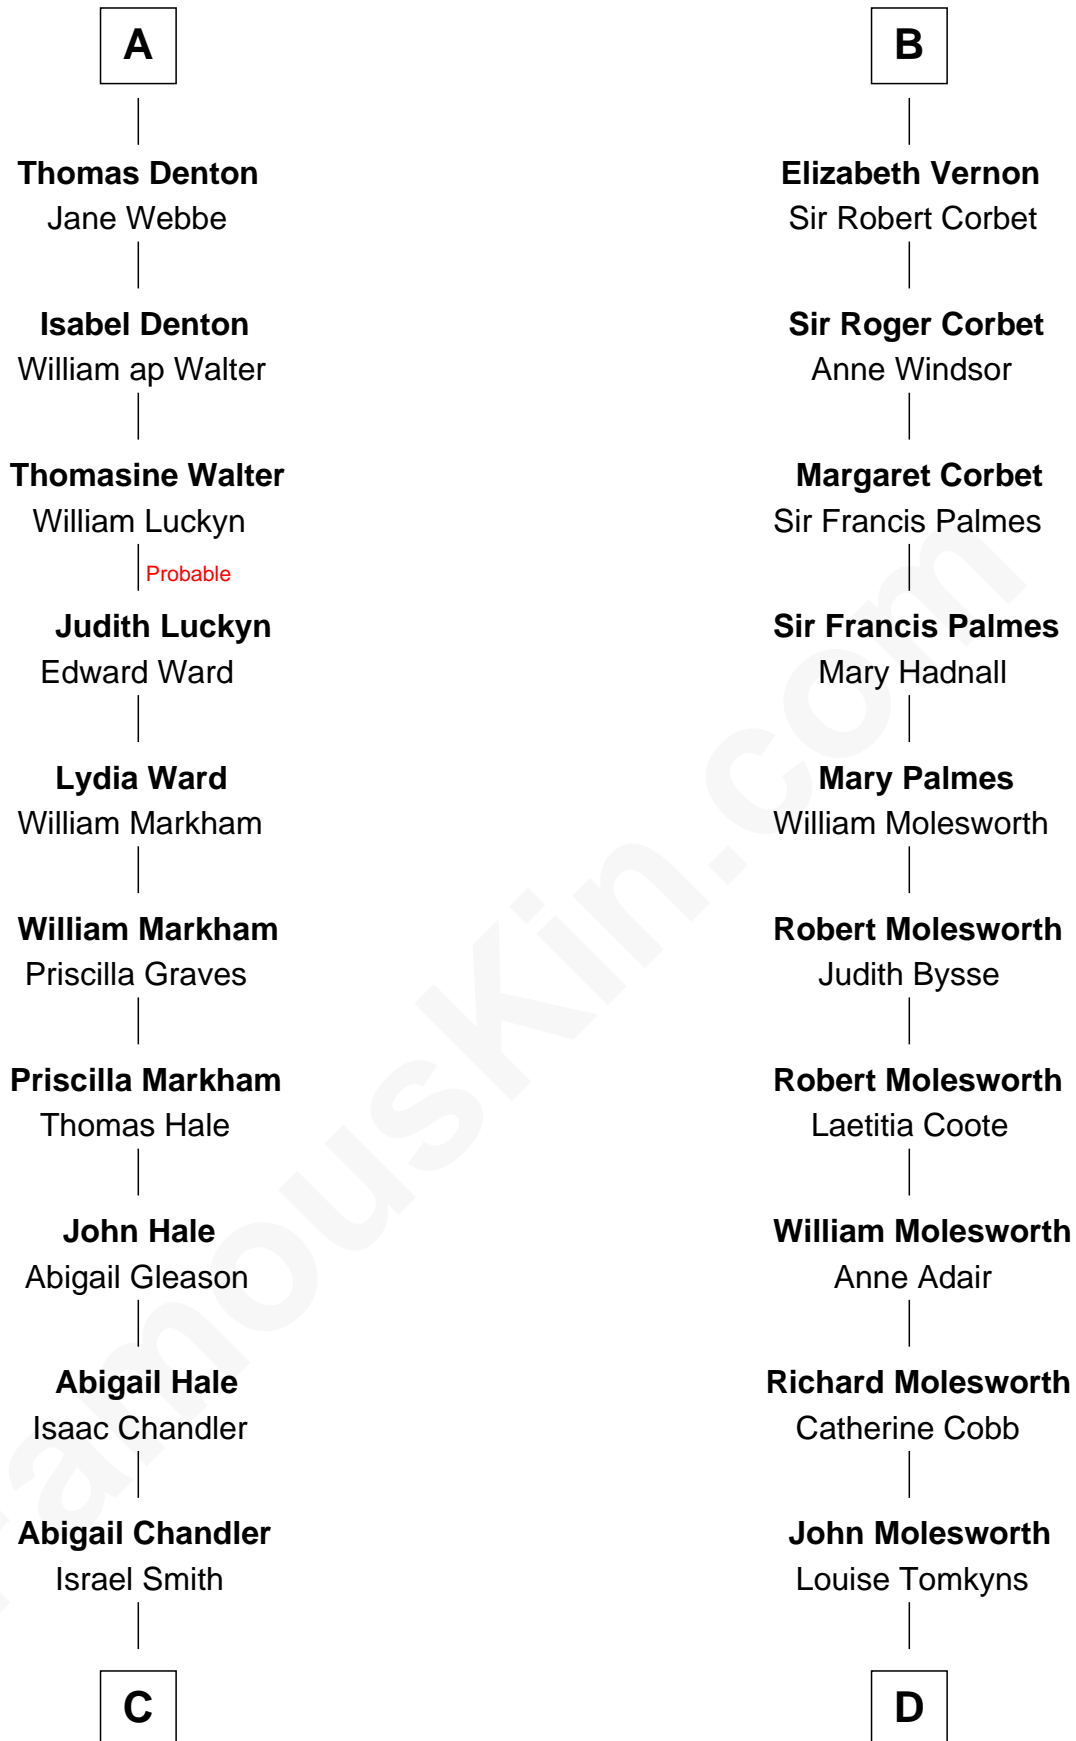 A
Thomas Denton
Jane Webbe
Isabel Denton
William ap Walter
Thomasine Walter
William Luckyn
Probable
Judith Luckyn
Edward Ward
Lydia Ward
William Markham
William Markham
Priscilla Graves
Priscilla Markham
Thomas Hale
John Hale
Abigail Gleason
Abigail Hale
Isaac Chandler
Abigail Chandler
Israel Smith
C
B
Elizabeth Vernon
Sir Robert Corbet
Sir Roger Corbet
Anne Windsor
Margaret Corbet
Sir Francis Palmes
Sir Francis Palmes
Mary Hadnall
Mary Palmes
William Molesworth
Robert Molesworth
Judith Bysse
Robert Molesworth
Laetitia Coote
William Molesworth
Anne Adair
Richard Molesworth
Catherine Cobb
John Molesworth
Louise Tomkyns
D
FamousKin.com